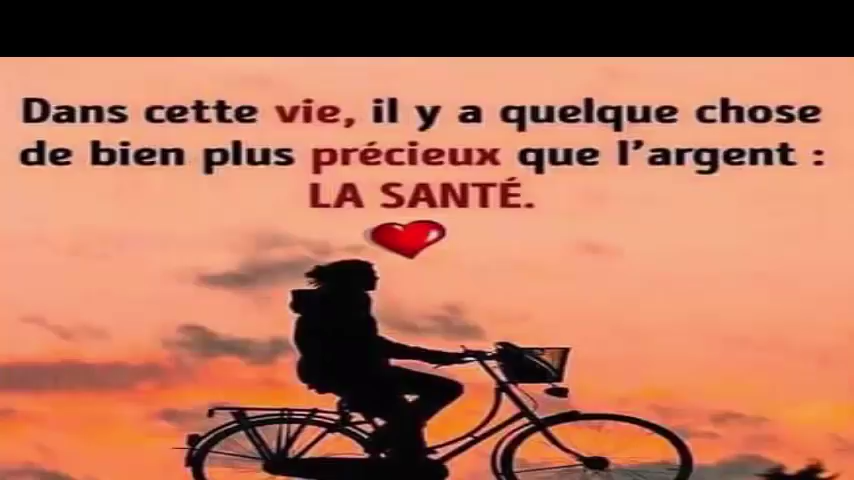 Dans cette vie, il y a quelque chose
de bien plus précieux que l'argent :
LA SANTÉ.